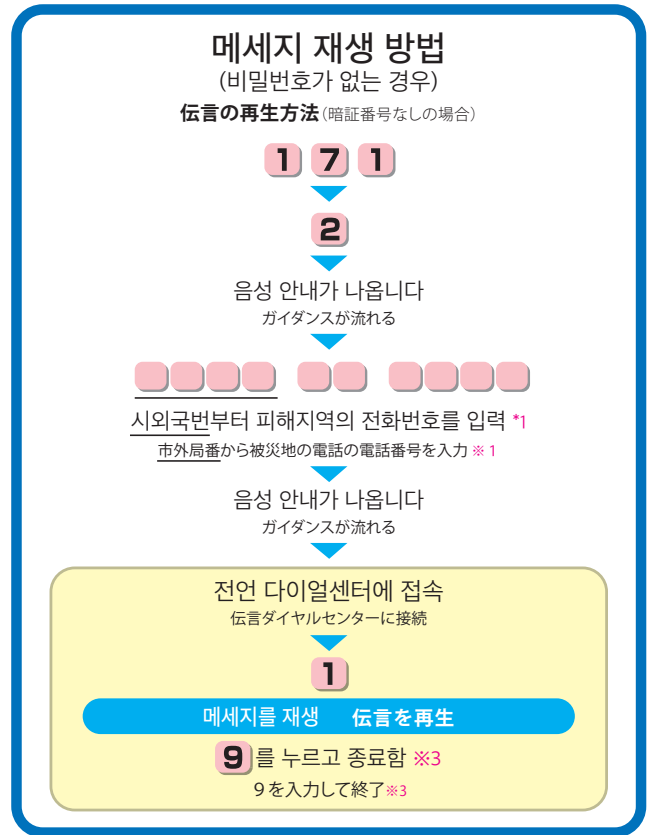 메세지 재생 방법
(비밀번호가 없는 경우)
伝言の再生方法(暗証番号なしの場合)
1 7 1
2
음성 안내가 나옵니다
ガイダンスが流れる
시외국번부터 피해지역의 전화번호를 입력 *1
市外局番から被災地の電話の電話番号を入力 ※1
음성 안내가 나옵니다
ガイダンスが流れる
전언 다이얼센터에 접속
伝言ダイヤルセンターに接続
1
메세지를 재생 伝言を再生
9 를 누르고 종료함 ※3
9を入力して終了※3